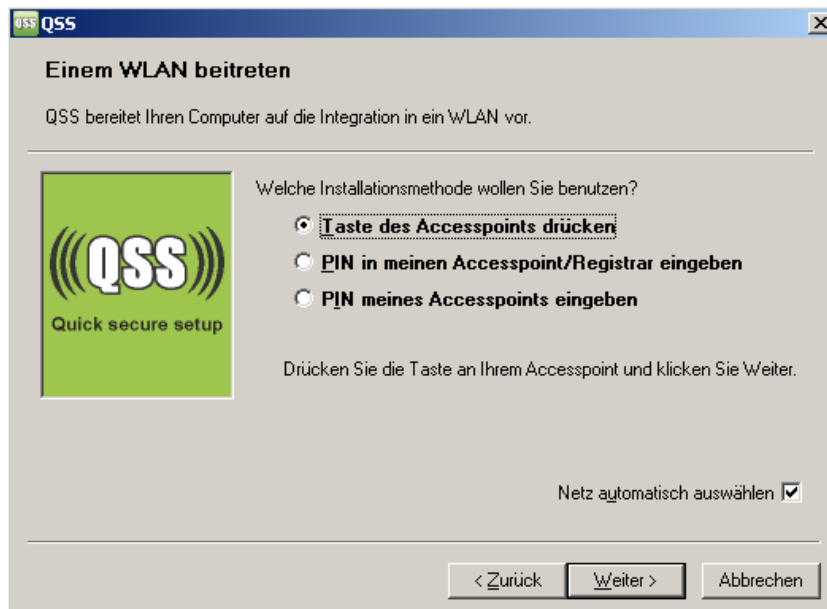 QSS QSS
Einem WLAN beitreten
QSS bereitet Ihren Computer auf die Integration in ein WLAN vor.
Welche Installationsmethode wollen Sie benutzen?
Taste des Accesspoints drücken
PIN in meinen Accesspoint/Registrar eingeben
PIN meines Accesspoints eingeben
(((QSS)))
Quick secure setup
Drücken Sie die Taste an Ihrem Accesspoint und klicken Sie Weiter.
Netz automatisch auswählen
< Zurück
Weiter >
Abbrechen